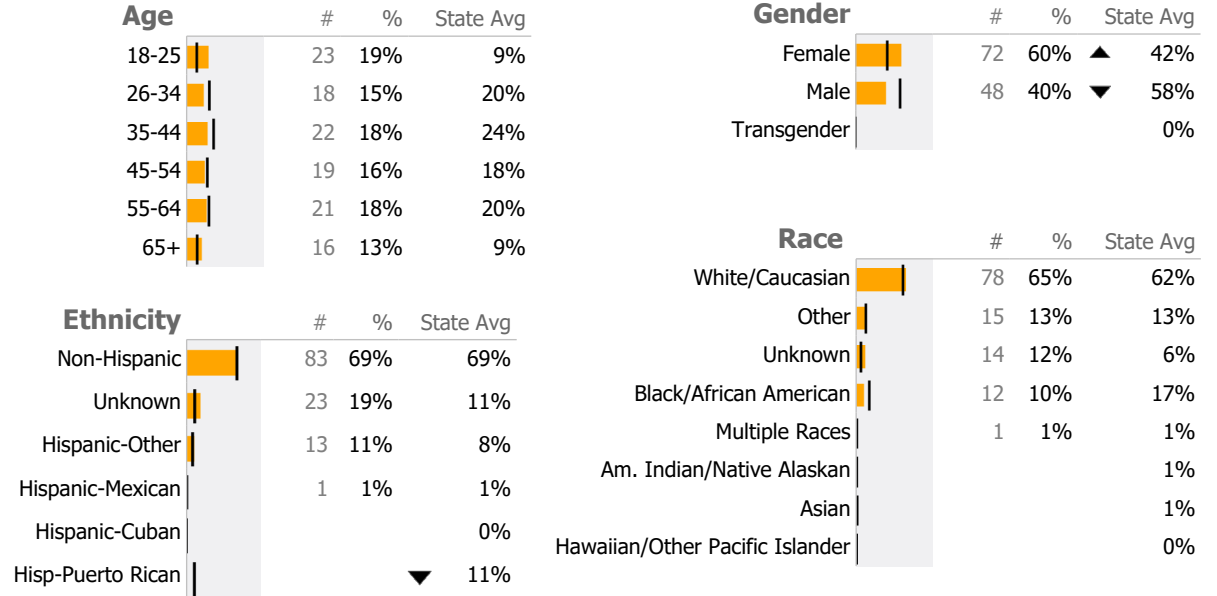 Age # % State Avg
18-25 23 19% 9%
26-34 18 15% 20%
35-44 22 18% 24%
45-54 19 16% 18%
55-64 21 18% 20%
65+ 16 13% 9%
Ethnicity # % State Avg
Non-Hispanic 83 69% 69%
Unknown 23 19% 11%
Hispanic-Other 13 11% 8%
Hispanic-Mexican 1 1% 1%
Hispanic-Cuban 0%
Hisp-Puerto Rican ▼ 11%
Gender # % State Avg
Female 72 60% ▲ 42%
Male 48 40% ▼ 58%
Transgender 0%
Race # % State Avg
White/Caucasian 78 65% 62%
Other 15 13% 13%
Unknown 14 12% 6%
Black/African American 12 10% 17%
Multiple Races 1 1% 1%
Am. Indian/Native Alaskan 1%
Asian 1%
Hawaiian/Other Pacific Islander 0%